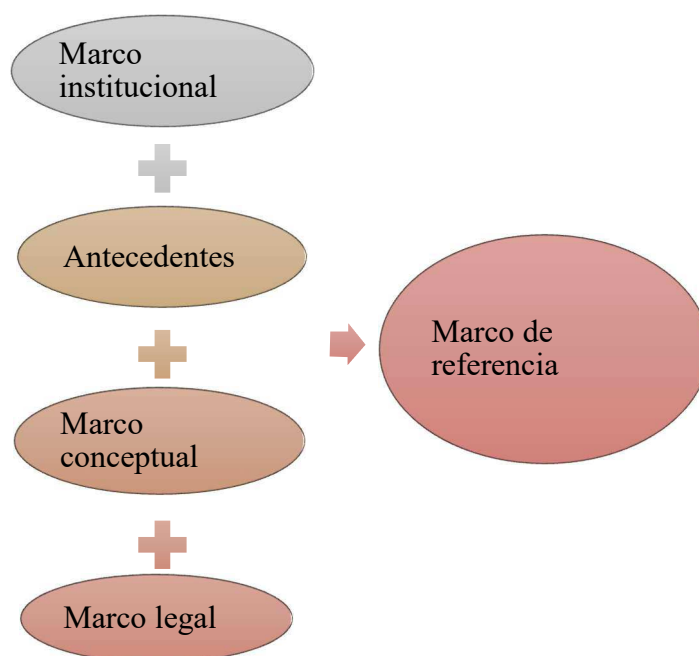 Marco
institucional
Antecedentes
Marco
conceptual
Marco legal
Marco de
referencia